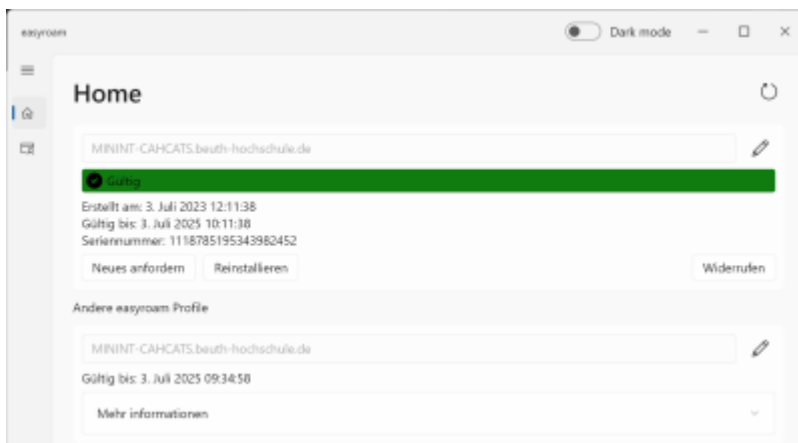 easyroam
Dark mode
Home
MININT-CAHCATS.beuth-hochschule.de
Gültig
Erstellt am: 3. Juli 2023 12:11:38
Gültig bis: 3. Juli 2025 10:11:38
Seriennummer: 1118785195343982452
Neues anfordern Reinstallieren Widerrufen
Andere easyroam Profile
MININT-CAHCATS.beuth-hochschule.de
Gültig bis: 3. Juli 2025 09:34:58
Mehr informationen